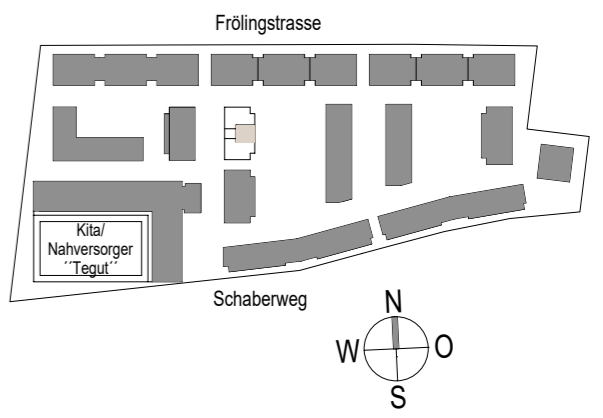 Frölingstrasse
Kita/
Nahversorger
´´Tegut´´
Schaberweg
N
W O
S